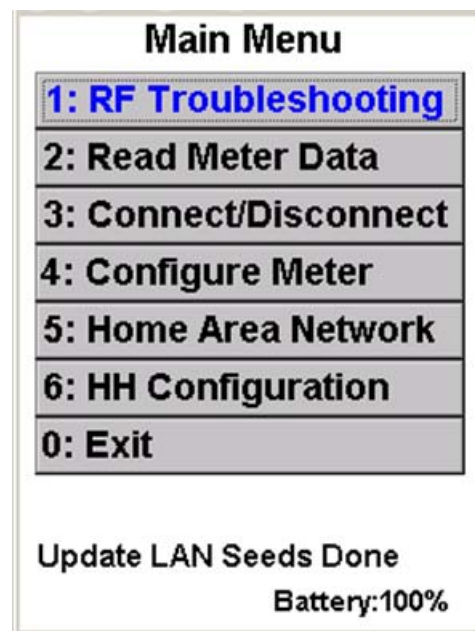 Main Menu
1: RF Troubleshooting
2: Read Meter Data
3: Connect/Disconnect
4: Configure Meter
5: Home Area Network
6: HH Configuration
0: Exit
Update LAN Seeds Done
Battery:100%